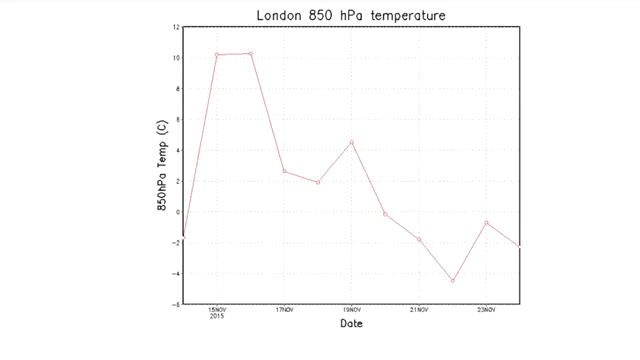 London 850 hPa temperature
850hPa Temp (C)
12
10
8
6
4
2
0
-2
-4
-6
15NOV
2015
17NOV
19NOV
21NOV
23NOV
Date